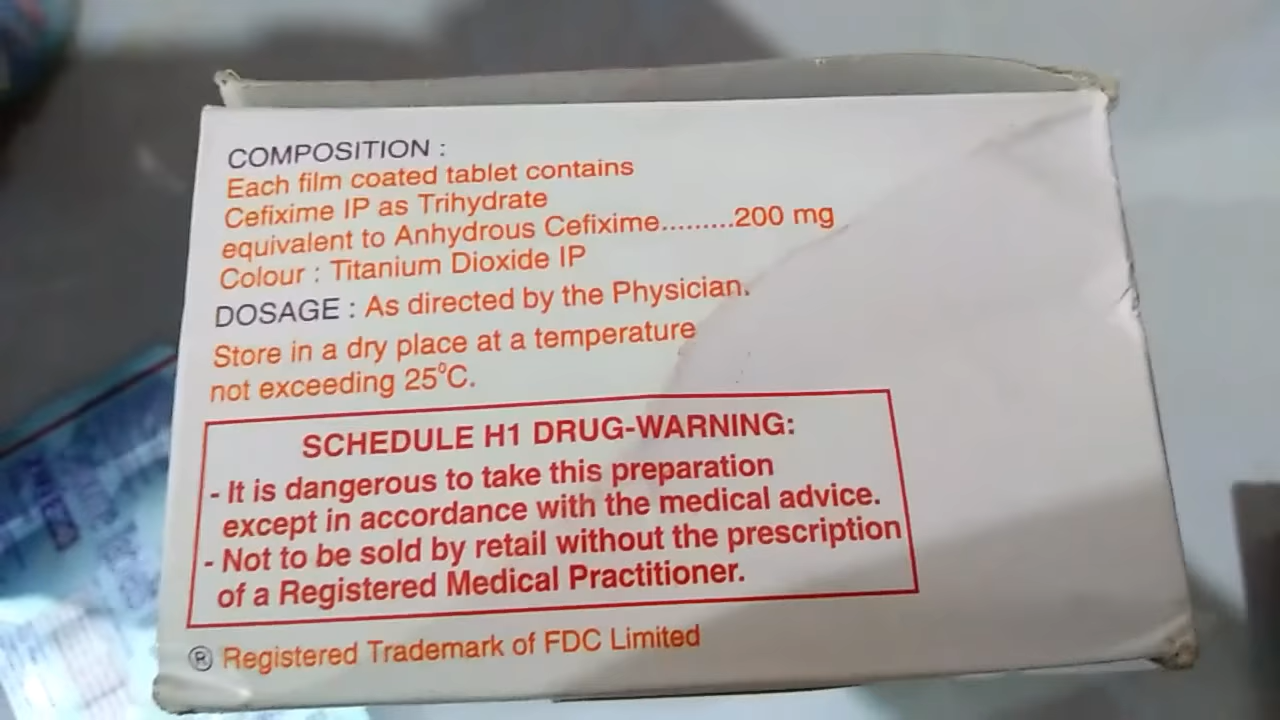 COMPOSITION :
Each film coated tablet contains
Cefixime IP as Trihydrate
equivalent to Anhydrous Cefixime.........200 mg
Colour : Titanium Dioxide IP
DOSAGE : As directed by the Physician.
Store in a dry place at a temperature
not exceeding 25°C.
SCHEDULE H1 DRUG-WARNING:
- It is dangerous to take this preparation
except in accordance with the medical advice.
- Not to be sold by retail without the prescription
of a Registered Medical Practitioner.
® Registered Trademark of FDC Limited